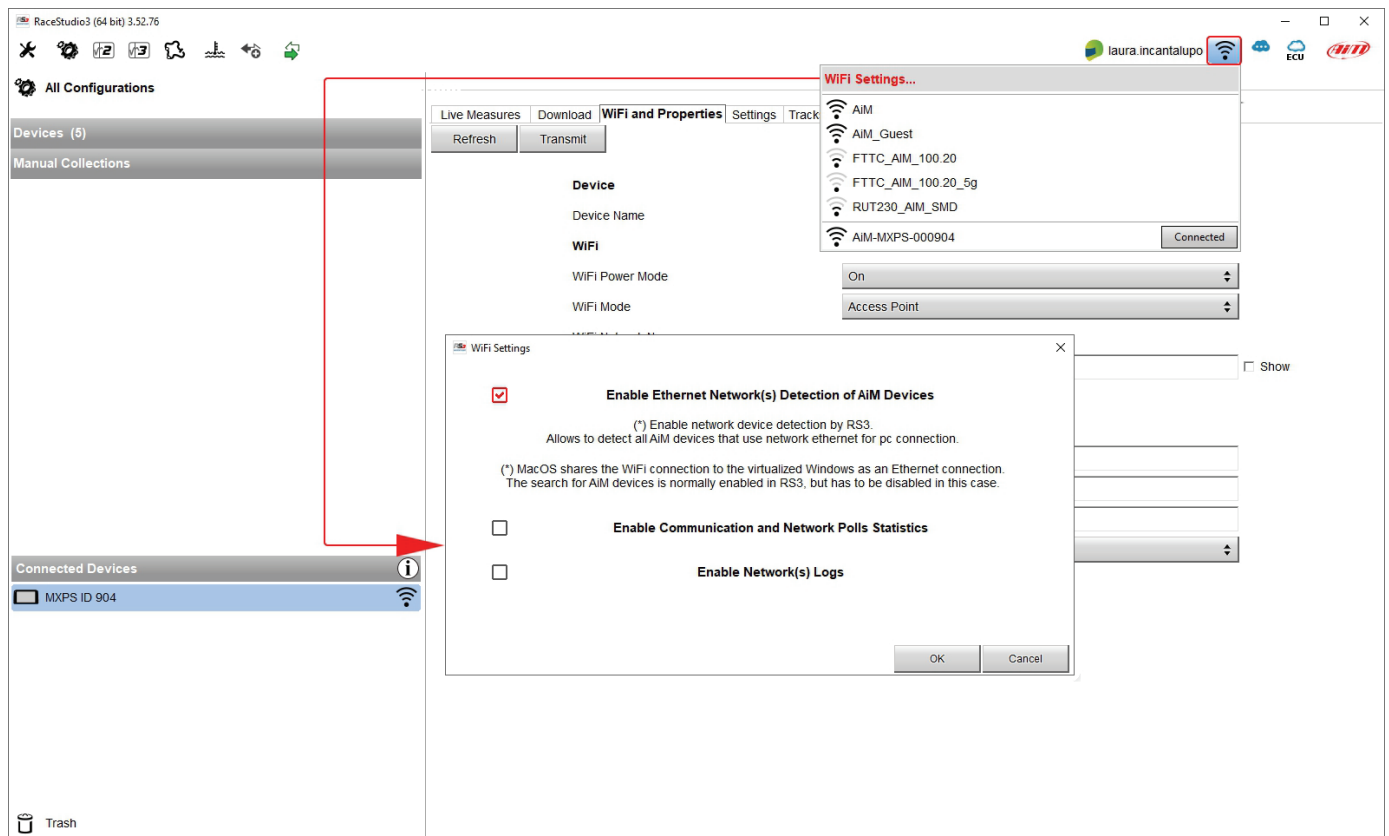 RaceStudio3 (64 bit) 3.52.76
laura.incantalupo
ECU
AiM
All Configurations
WiFi Settings...
AiM
AiM_Guest
FTTC_AiM_100.20
FTTC_AiM_100.20_5g
RUT230_AiM_SMD
AiM-MXPS-000904 Connected
Live Measures Download WiFi and Properties Settings Track
Devices (5)
Refresh Transmit
Manual Collections
Device
Device Name
WiFi
WiFi Power Mode On
WiFi Mode Access Point
Show
WiFi Settings
Enable Ethernet Network(s) Detection of AiM Devices
(*) Enable network device detection by RS3.
Allows to detect all AiM devices that use network ethernet for pc connection.
(*) MacOS shares the WiFi connection to the virtualized Windows as an Ethernet connection.
The search for AiM devices is normally enabled in RS3, but has to be disabled in this case.
Enable Communication and Network Polls Statistics
Enable Network(s) Logs
OK Cancel
Connected Devices
MXPS ID 904
Trash